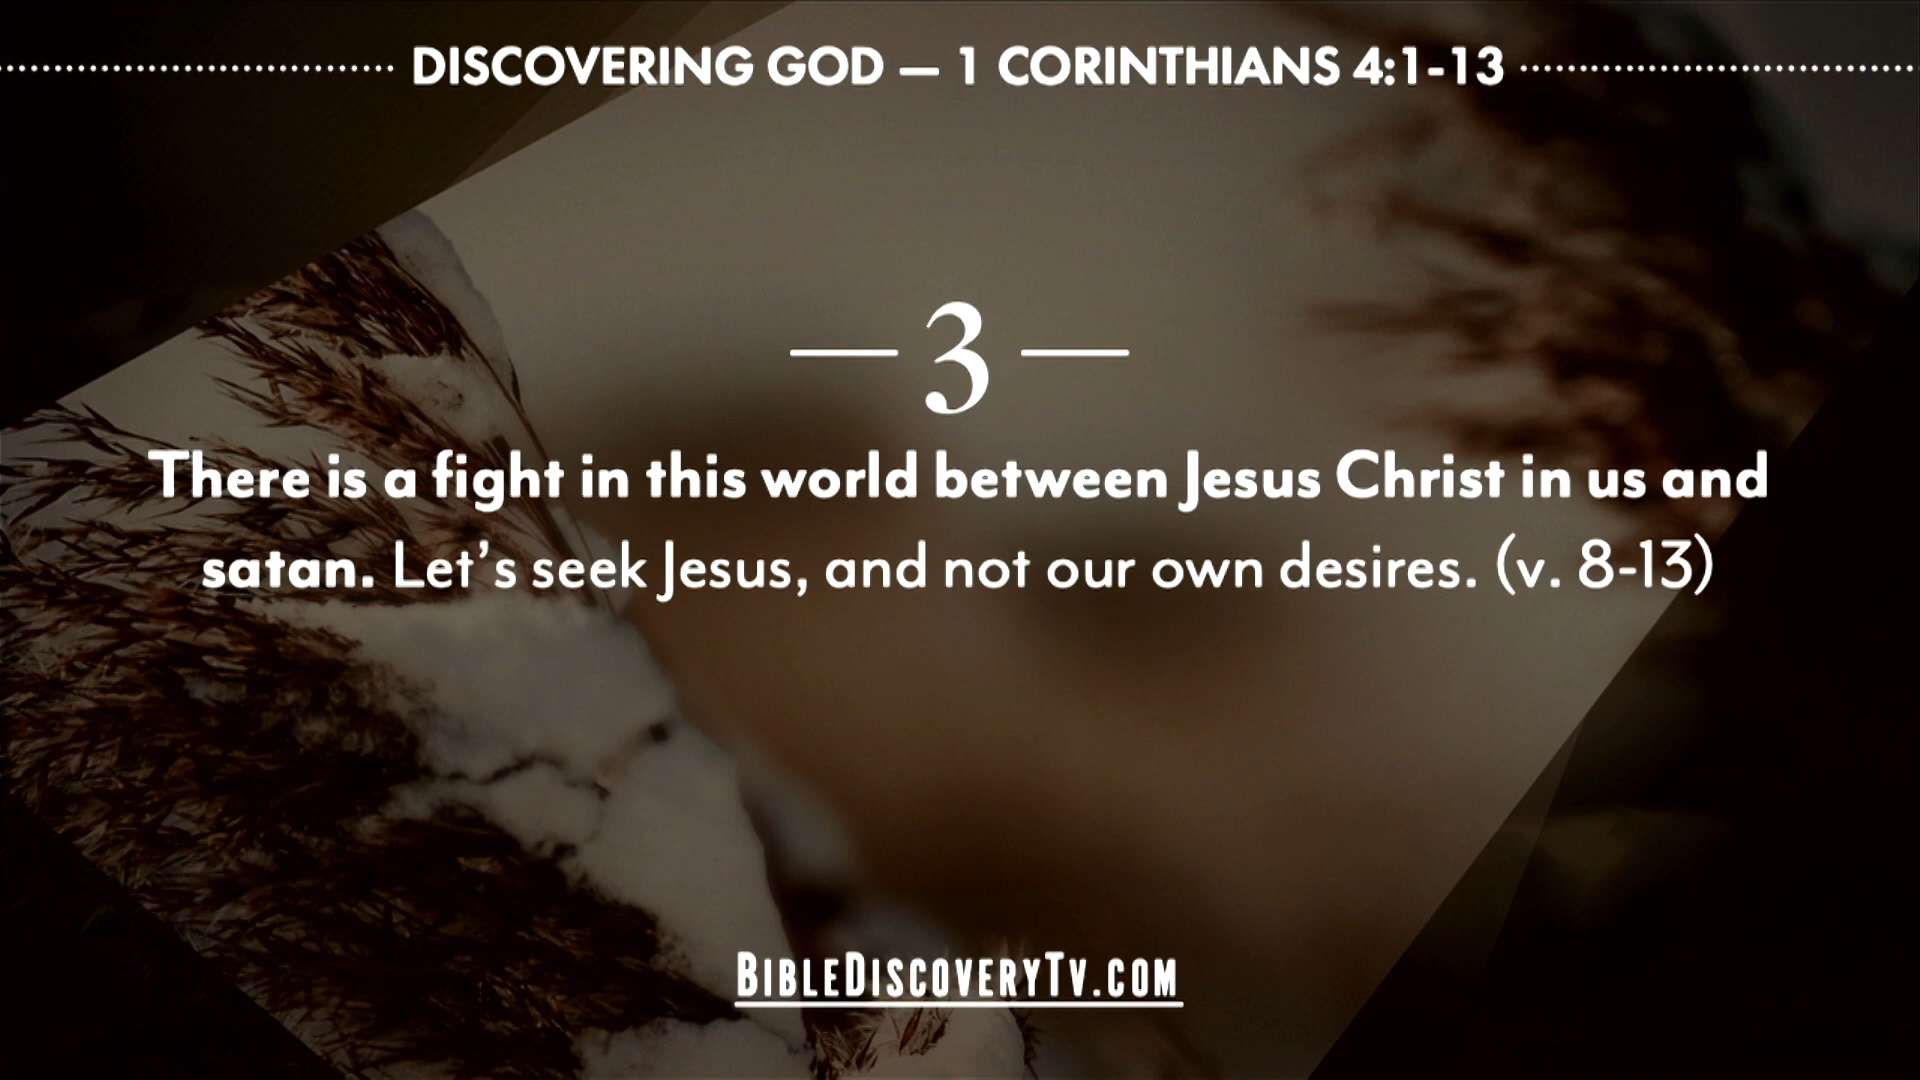 DISCOVERING GOD — 1 CORINTHIANS 4:1-13
3
There is a fight in this world between Jesus Christ in us and
satan. Let's seek Jesus, and not our own desires. (v. 8-13)
BIBLEDISCOVERYTV.COM